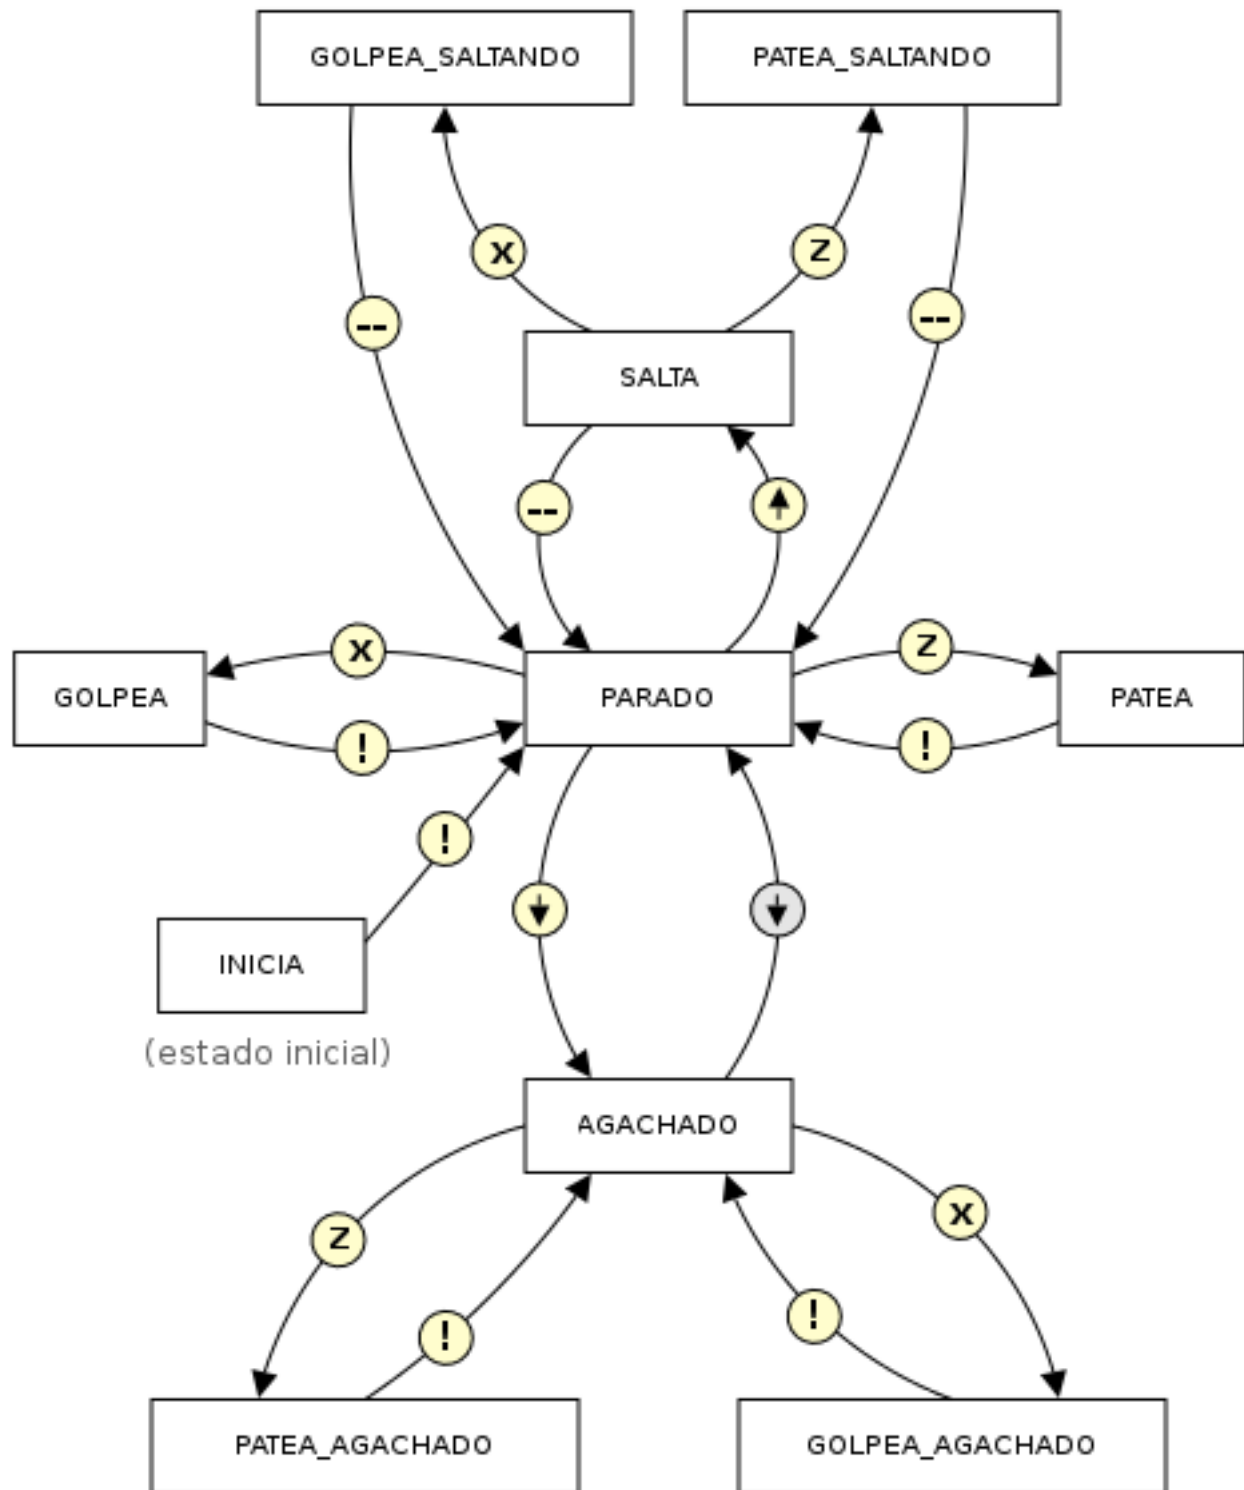 GOLPEA_SALTANDO
PATEA_SALTANDO
X
Z
--
--
SALTA
--
X
Z
GOLPEA
PARADO
PATEA
!
!
!
INICIA
(estado inicial)
AGACHADO
Z
X
!
!
PATEA_AGACHADO
GOLPEA_AGACHADO